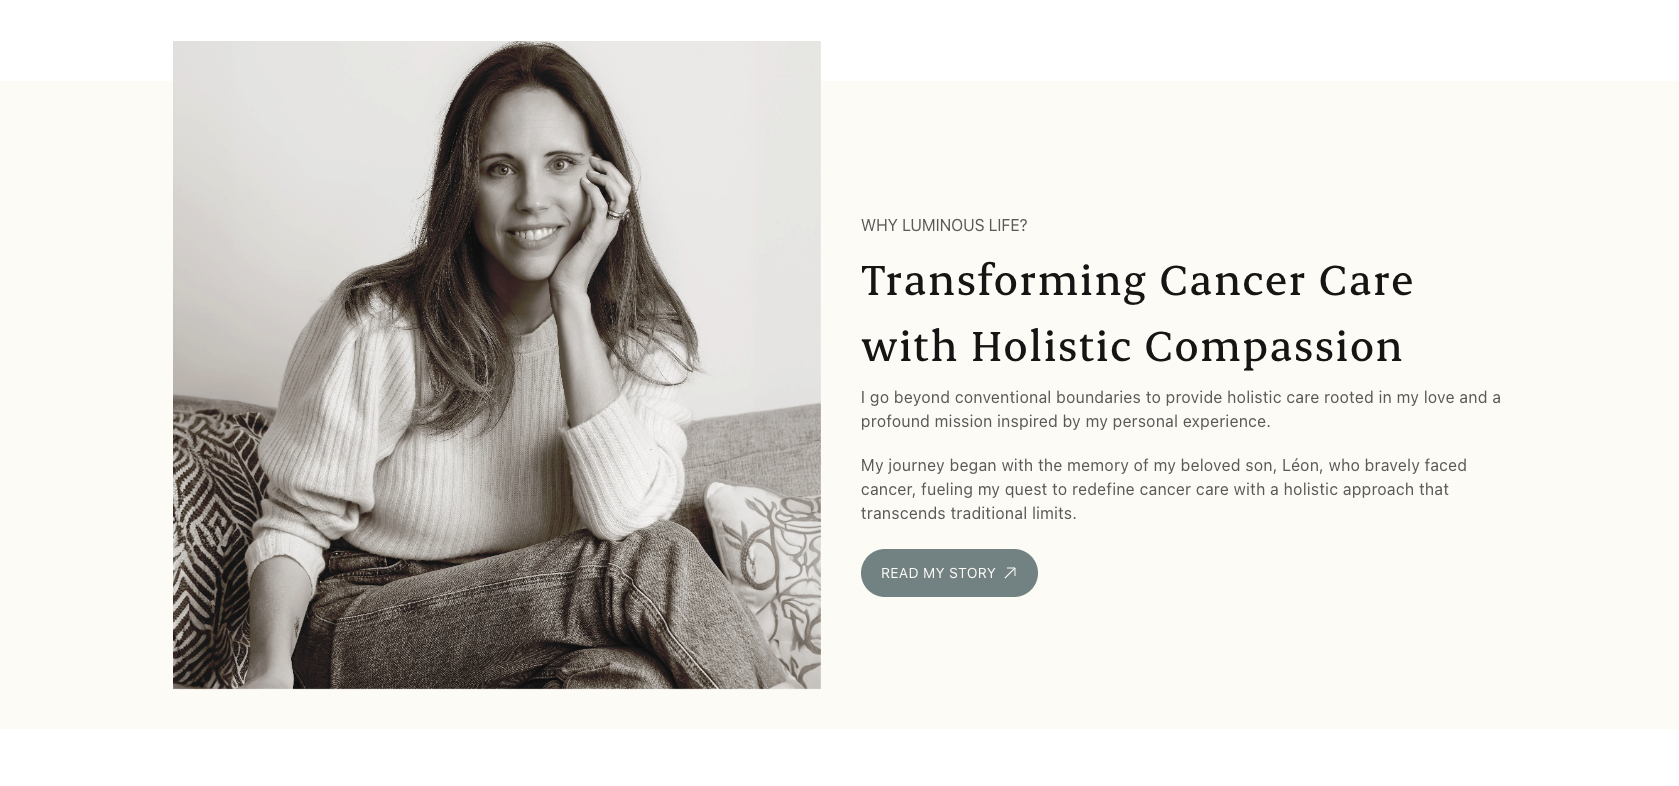 WHY LUMINOUS LIFE?
Transforming Cancer Care
with Holistic Compassion
I go beyond conventional boundaries to provide holistic care rooted in my love and a
profound mission inspired by my personal experience.
My journey began with the memory of my beloved son, Léon, who bravely faced
cancer, fueling my quest to redefine cancer care with a holistic approach that
transcends traditional limits.
READ MY STORY